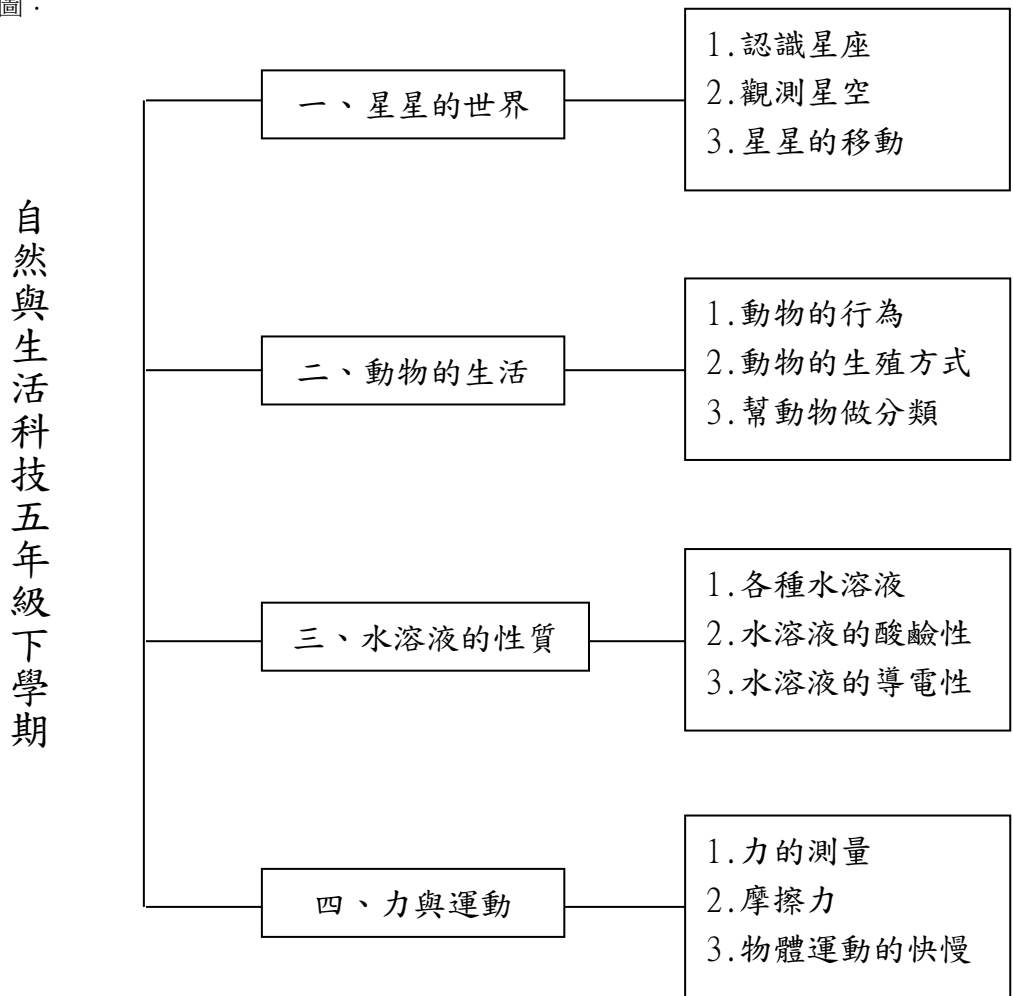 圖：
自然與生活科技五年級下學期
一、星星的世界
1.認識星座
2.觀測星空
3.星星的移動
二、動物的生活
1.動物的行為
2.動物的生殖方式
3.幫動物做分類
三、水溶液的性質
1.各種水溶液
2.水溶液的酸鹼性
3.水溶液的導電性
四、力與運動
1.力的測量
2.摩擦力
3.物體運動的快慢